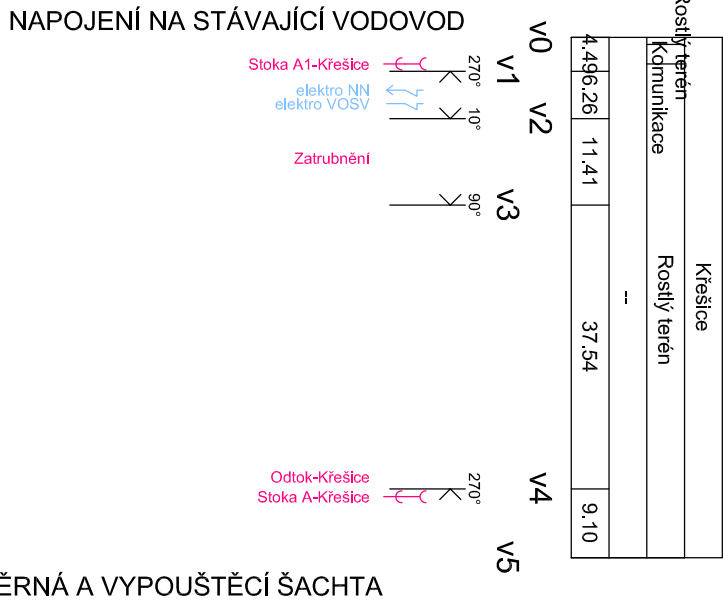 NAPOJENÍ NA STÁVAJÍCÍ VODOVOD
Stoka A1-Křešice
elektro NN
elektro VOSV
Zatrubnění
Odtok-Křešice
Stoka A-Křešice
ĚRNÁ A VYPOUŠTĚCÍ ŠACHTA
270°
10°
90°
270°
v0
v1
v2
v3
v4
v5
4.49
6.26
11.41
37.54
9.10
--
Rostlý terén
Komunikace
Rostlý terén
Křešice